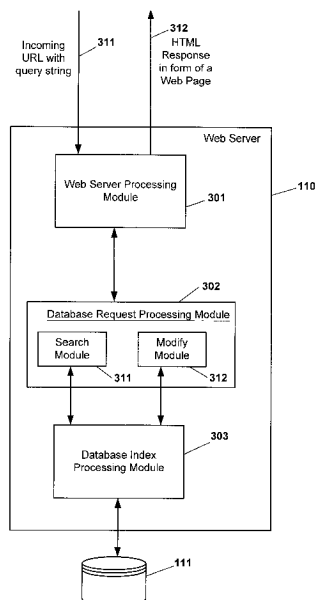 311
Incoming
URL with
query string
312
HTML
Response
in form of a
Web Page
Web Server
110
Web Server Processing
Module
301
302
Database Request Processing Module
Search
Module
311
Modify
Module
312
303
Database Index
Processing Module
111